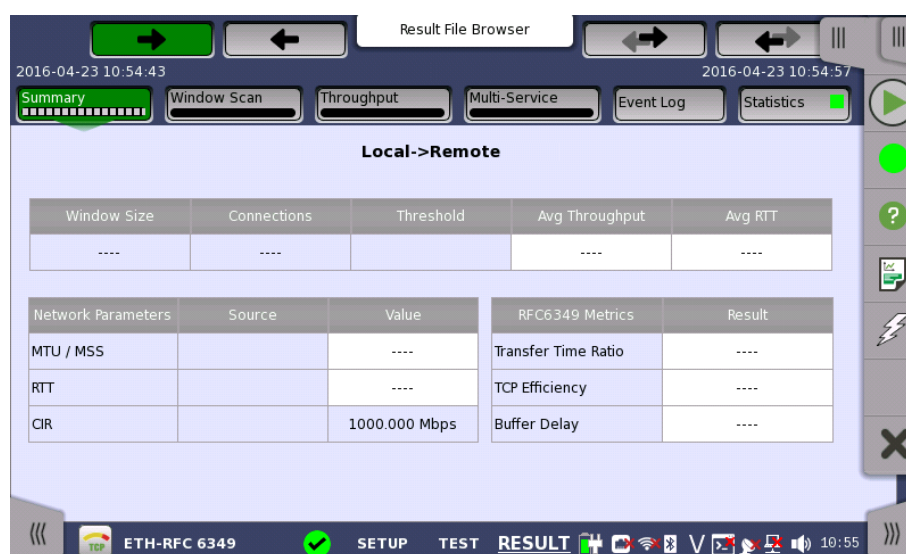 Result File Browser
2016-04-23 10:54:43
2016-04-23 10:54:57
Summary
Window Scan
Throughput
Multi-Service
Event Log
Statistics
Local->Remote
Window Size Connections Threshold Avg Throughput Avg RTT
---- ---- ---- ----
Network Parameters Source Value RFC6349 Metrics Result
MTU / MSS ---- Transfer Time Ratio ----
RTT ---- TCP Efficiency ----
CIR 1000.000 Mbps Buffer Delay ----
TCP ETH-RFC 6349 SETUP TEST RESULT 10:55